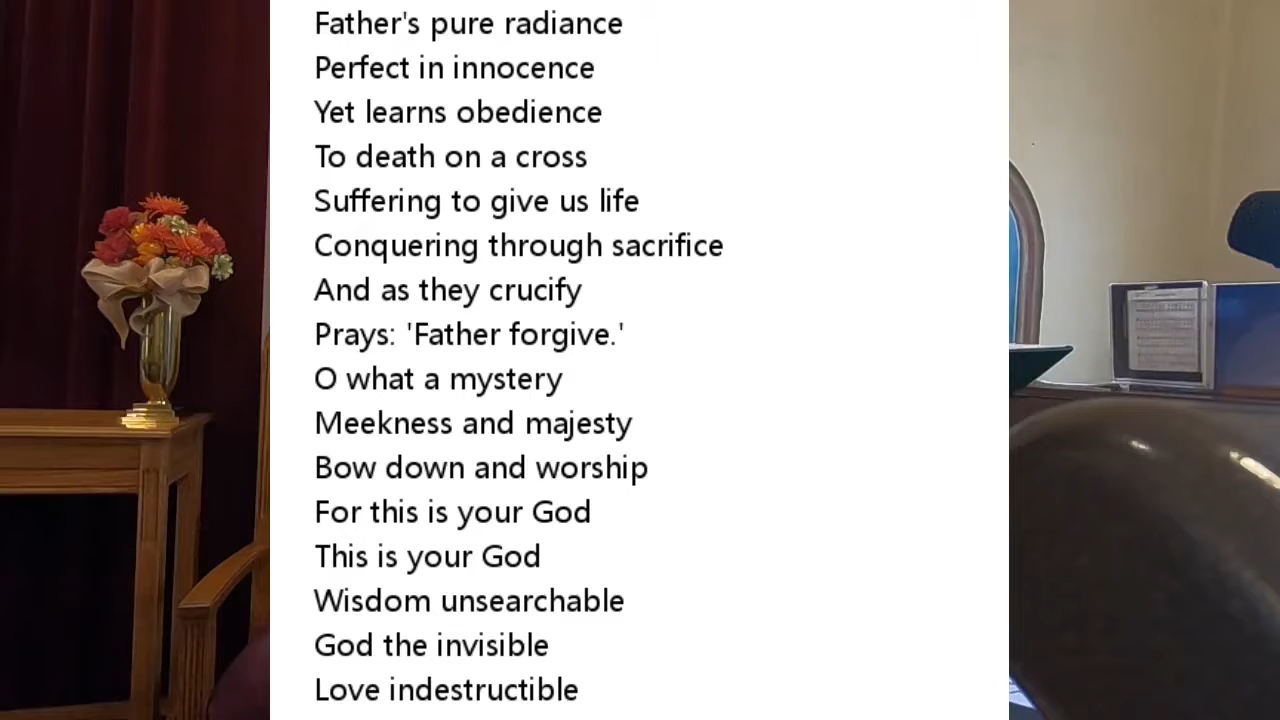 Father's pure radiance
Perfect in innocence
Yet learns obedience
To death on a cross
Suffering to give us life
Conquering through sacrifice
And as they crucify
Prays: 'Father forgive.'
O what a mystery
Meekness and majesty
Bow down and worship
For this is your God
This is your God
Wisdom unsearchable
God the invisible
Love indestructible